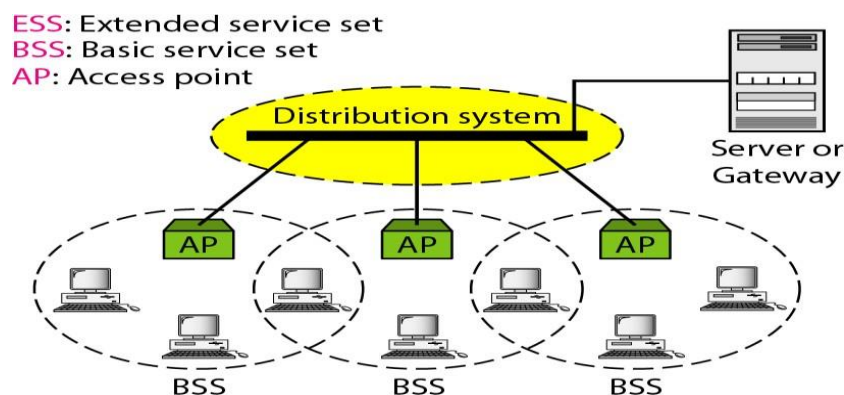 ESS: Extended service set
BSS: Basic service set
AP: Access point
Distribution system
Server or
Gateway
AP
AP
AP
BSS
BSS
BSS